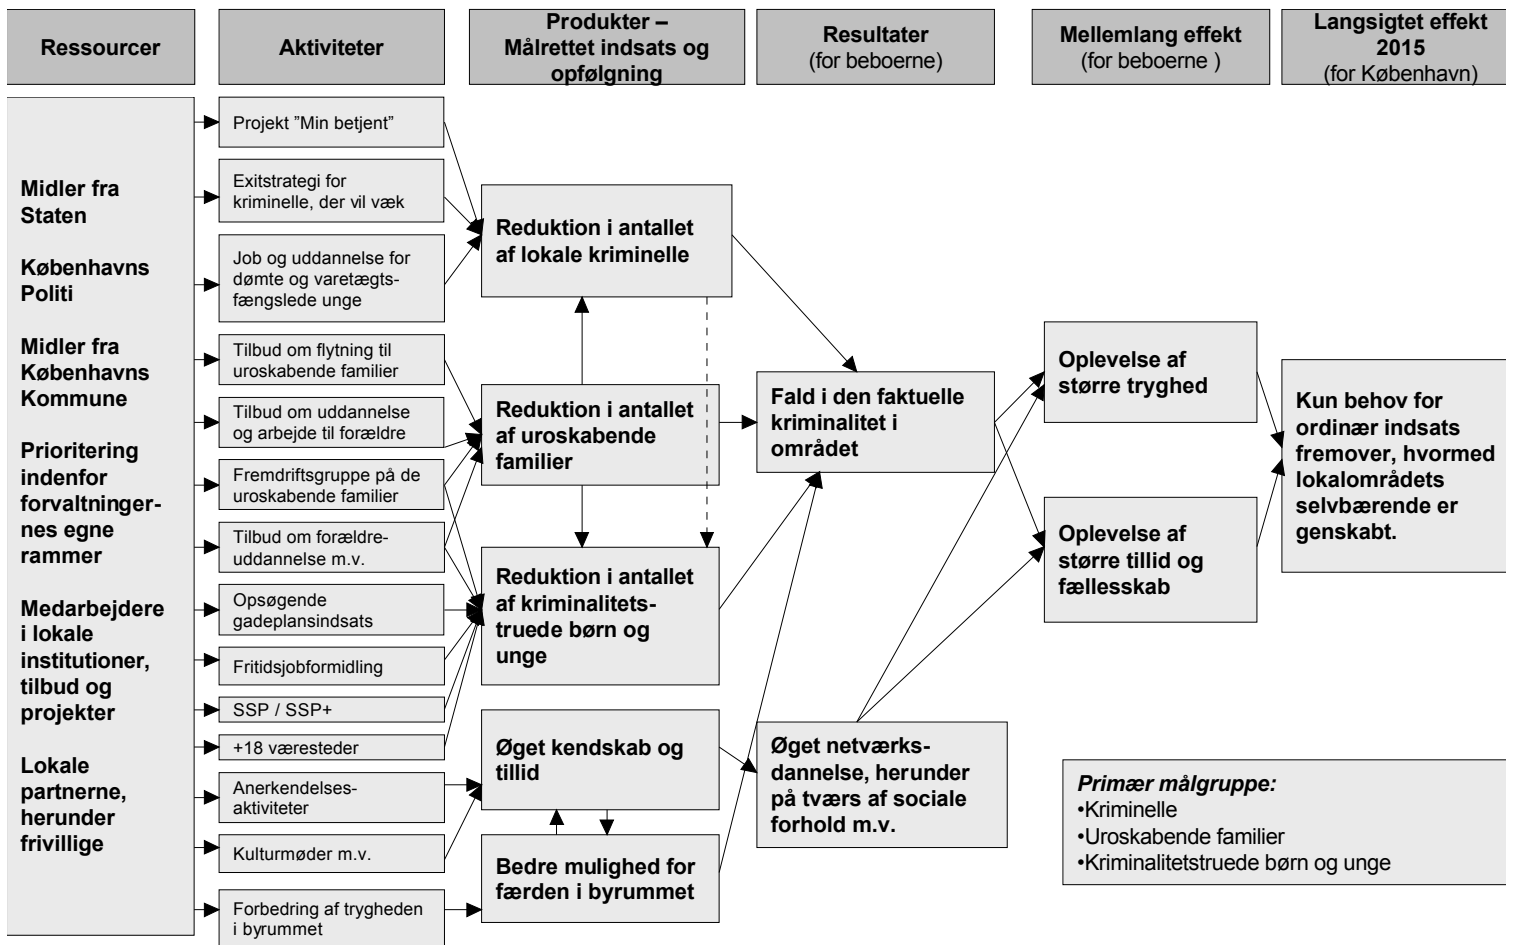 Ressourcer
Aktiviteter
Produkter –
Målrettet indsats og
opfølgning
Resultater
(for beboerne)
Mellemlang effekt
(for beboerne )
Langsigtet effekt
2015
(for København)
Midler fra
Staten
Københavns
Politi
Midler fra
Københavns
Kommune
Prioritering
indenfor
forvaltninger-
nes egne
rammer
Medarbejdere
i lokale
institutioner,
tilbud og
projekter
Lokale
partnerne,
herunder
frivillige
Projekt ”Min betjent”
Exitstrategi for
kriminelle, der vil væk
Job og uddannelse for
dømte og varetægts-
fængslede unge
Tilbud om flytning til
uroskabende familier
Tilbud om uddannelse
og arbejde til forældre
Fremdriftsgruppe på de
uroskabende familier
Tilbud om forældre-
uddannelse m.v.
Opsøgende
gadeplansindsats
Fritidsjobformidling
SSP / SSP+
+18 væresteder
Anerkendelses-
aktiviteter
Kulturmøder m.v.
Forbedring af trygheden
i byrummet
Reduktion i antallet
af lokale kriminelle
Reduktion i antallet
af uroskabende
familier
Reduktion i antallet
af kriminalitets-
truede børn og
unge
Øget kendskab og
tillid
Bedre mulighed for
færden i byrummet
Fald i den faktuelle
kriminalitet i
området
Øget netværks-
dannelse, herunder
på tværs af sociale
forhold m.v.
Oplevelse af
større tryghed
Oplevelse af
større tillid og
fællesskab
Kun behov for
ordinær indsats
fremover, hvormed
lokalområdets
selvbærende er
genskabt.
Primær målgruppe:
•Kriminelle
•Uroskabende familier
•Kriminalitetstruede børn og unge